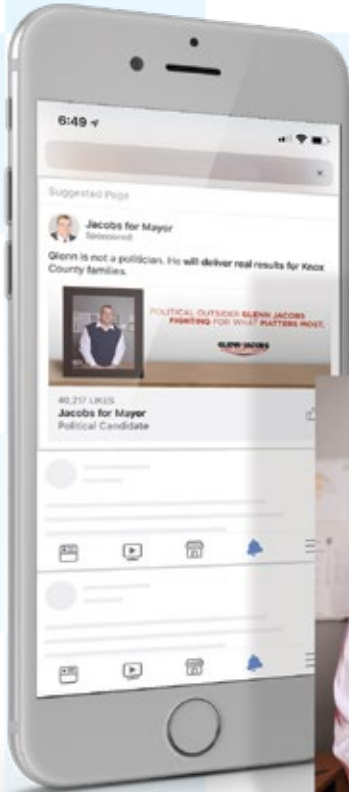 6:49
Suggested Page
Jacobs for Mayor
Sponsored
Glenn is not a politician. He will deliver real results for Knox
County families.
POLITICAL OUTSIDER GLENN JACOBS
FIGHTING FOR WHAT MATTERS MOST.
GLENN JACOBS
40,217 LIKES
Jacobs for Mayor
Political Candidate